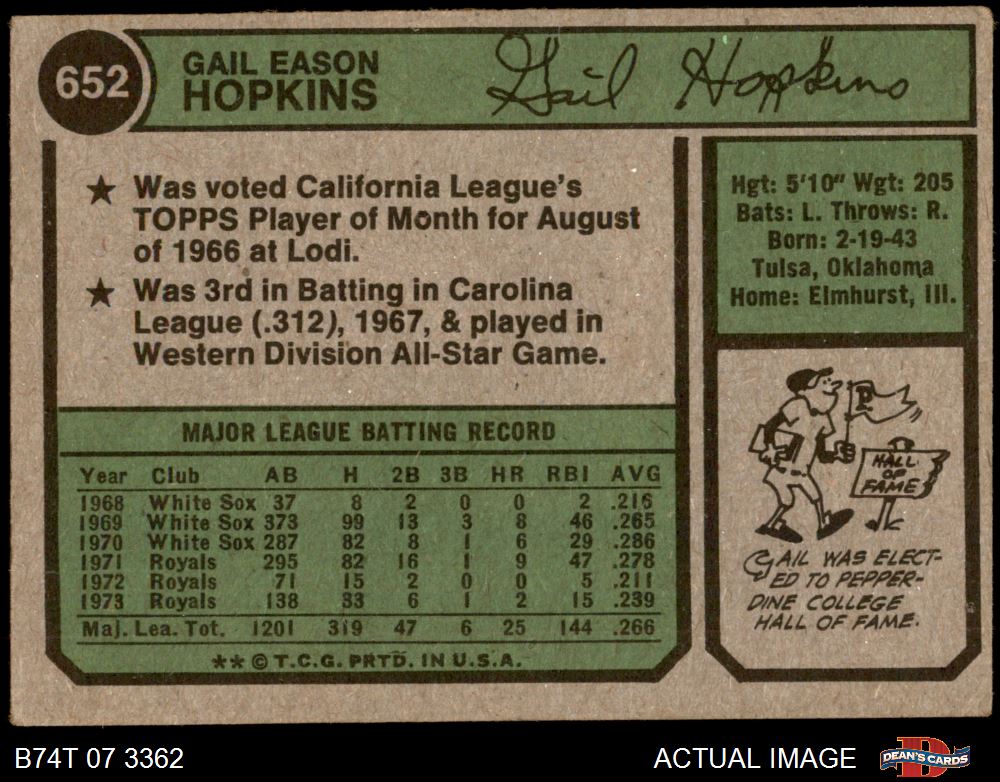 652
GAIL EASON
HOPKINS
Gail Hopkins
★ Was voted California League's
TOPPS Player of Month for August
of 1966 at Lodi.
★ Was 3rd in Batting in Carolina
League (.312), 1967, & played in
Western Division All-Star Game.
Hgt: 5'10" Wgt: 205
Bats: L. Throws: R.
Born: 2-19-43
Tulsa, Oklahoma
Home: Elmhurst, Ill.
MAJOR LEAGUE BATTING RECORD
Year Club AB H 2B 3B HR RBI AVG
1968 White Sox 37 8 2 0 0 2 .216
1969 White Sox 373 99 13 3 8 46 .265
1970 White Sox 287 82 8 1 6 29 .286
1971 Royals 295 82 16 1 9 47 .278
1972 Royals 71 15 2 0 0 5 .211
1973 Royals 138 33 6 1 2 15 .239
Maj. Lea. Tot. 1201 319 47 6 25 144 .266
** © T.C.G. PRTD. IN U.S.A.
P
HALL
OF
FAME
GAIL WAS ELECT-
ED TO PEPPER-
DINE COLLEGE
HALL OF FAME.
B74T 07 3362
ACTUAL IMAGE
DEAN'S CARDS